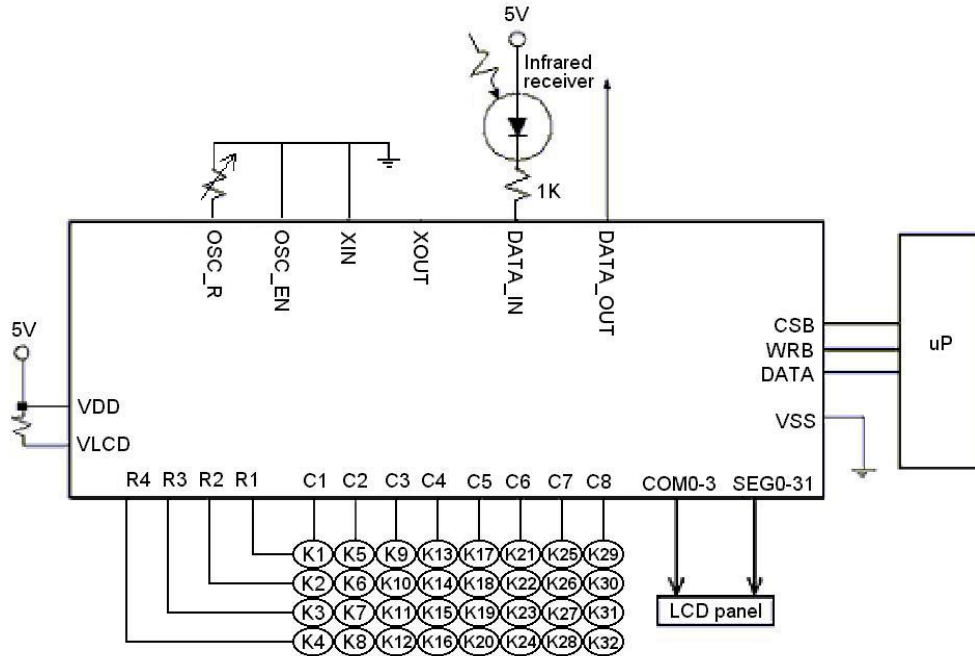 5V
Infrared
receiver
1K
OSC_R
OSC_EN
XIN
XOUT
DATA_IN
DATA_OUT
CSB
WRB
DATA
VSS
uP
5V
VDD
VLCD
R4 R3 R2 R1 C1 C2 C3 C4 C5 C6 C7 C8 COM0-3 SEG0-31
K1 K5 K9 K13 K17 K21 K25 K29
K2 K6 K10 K14 K18 K22 K26 K30
K3 K7 K11 K15 K19 K23 K27 K31
K4 K8 K12 K16 K20 K24 K28 K32
LCD panel